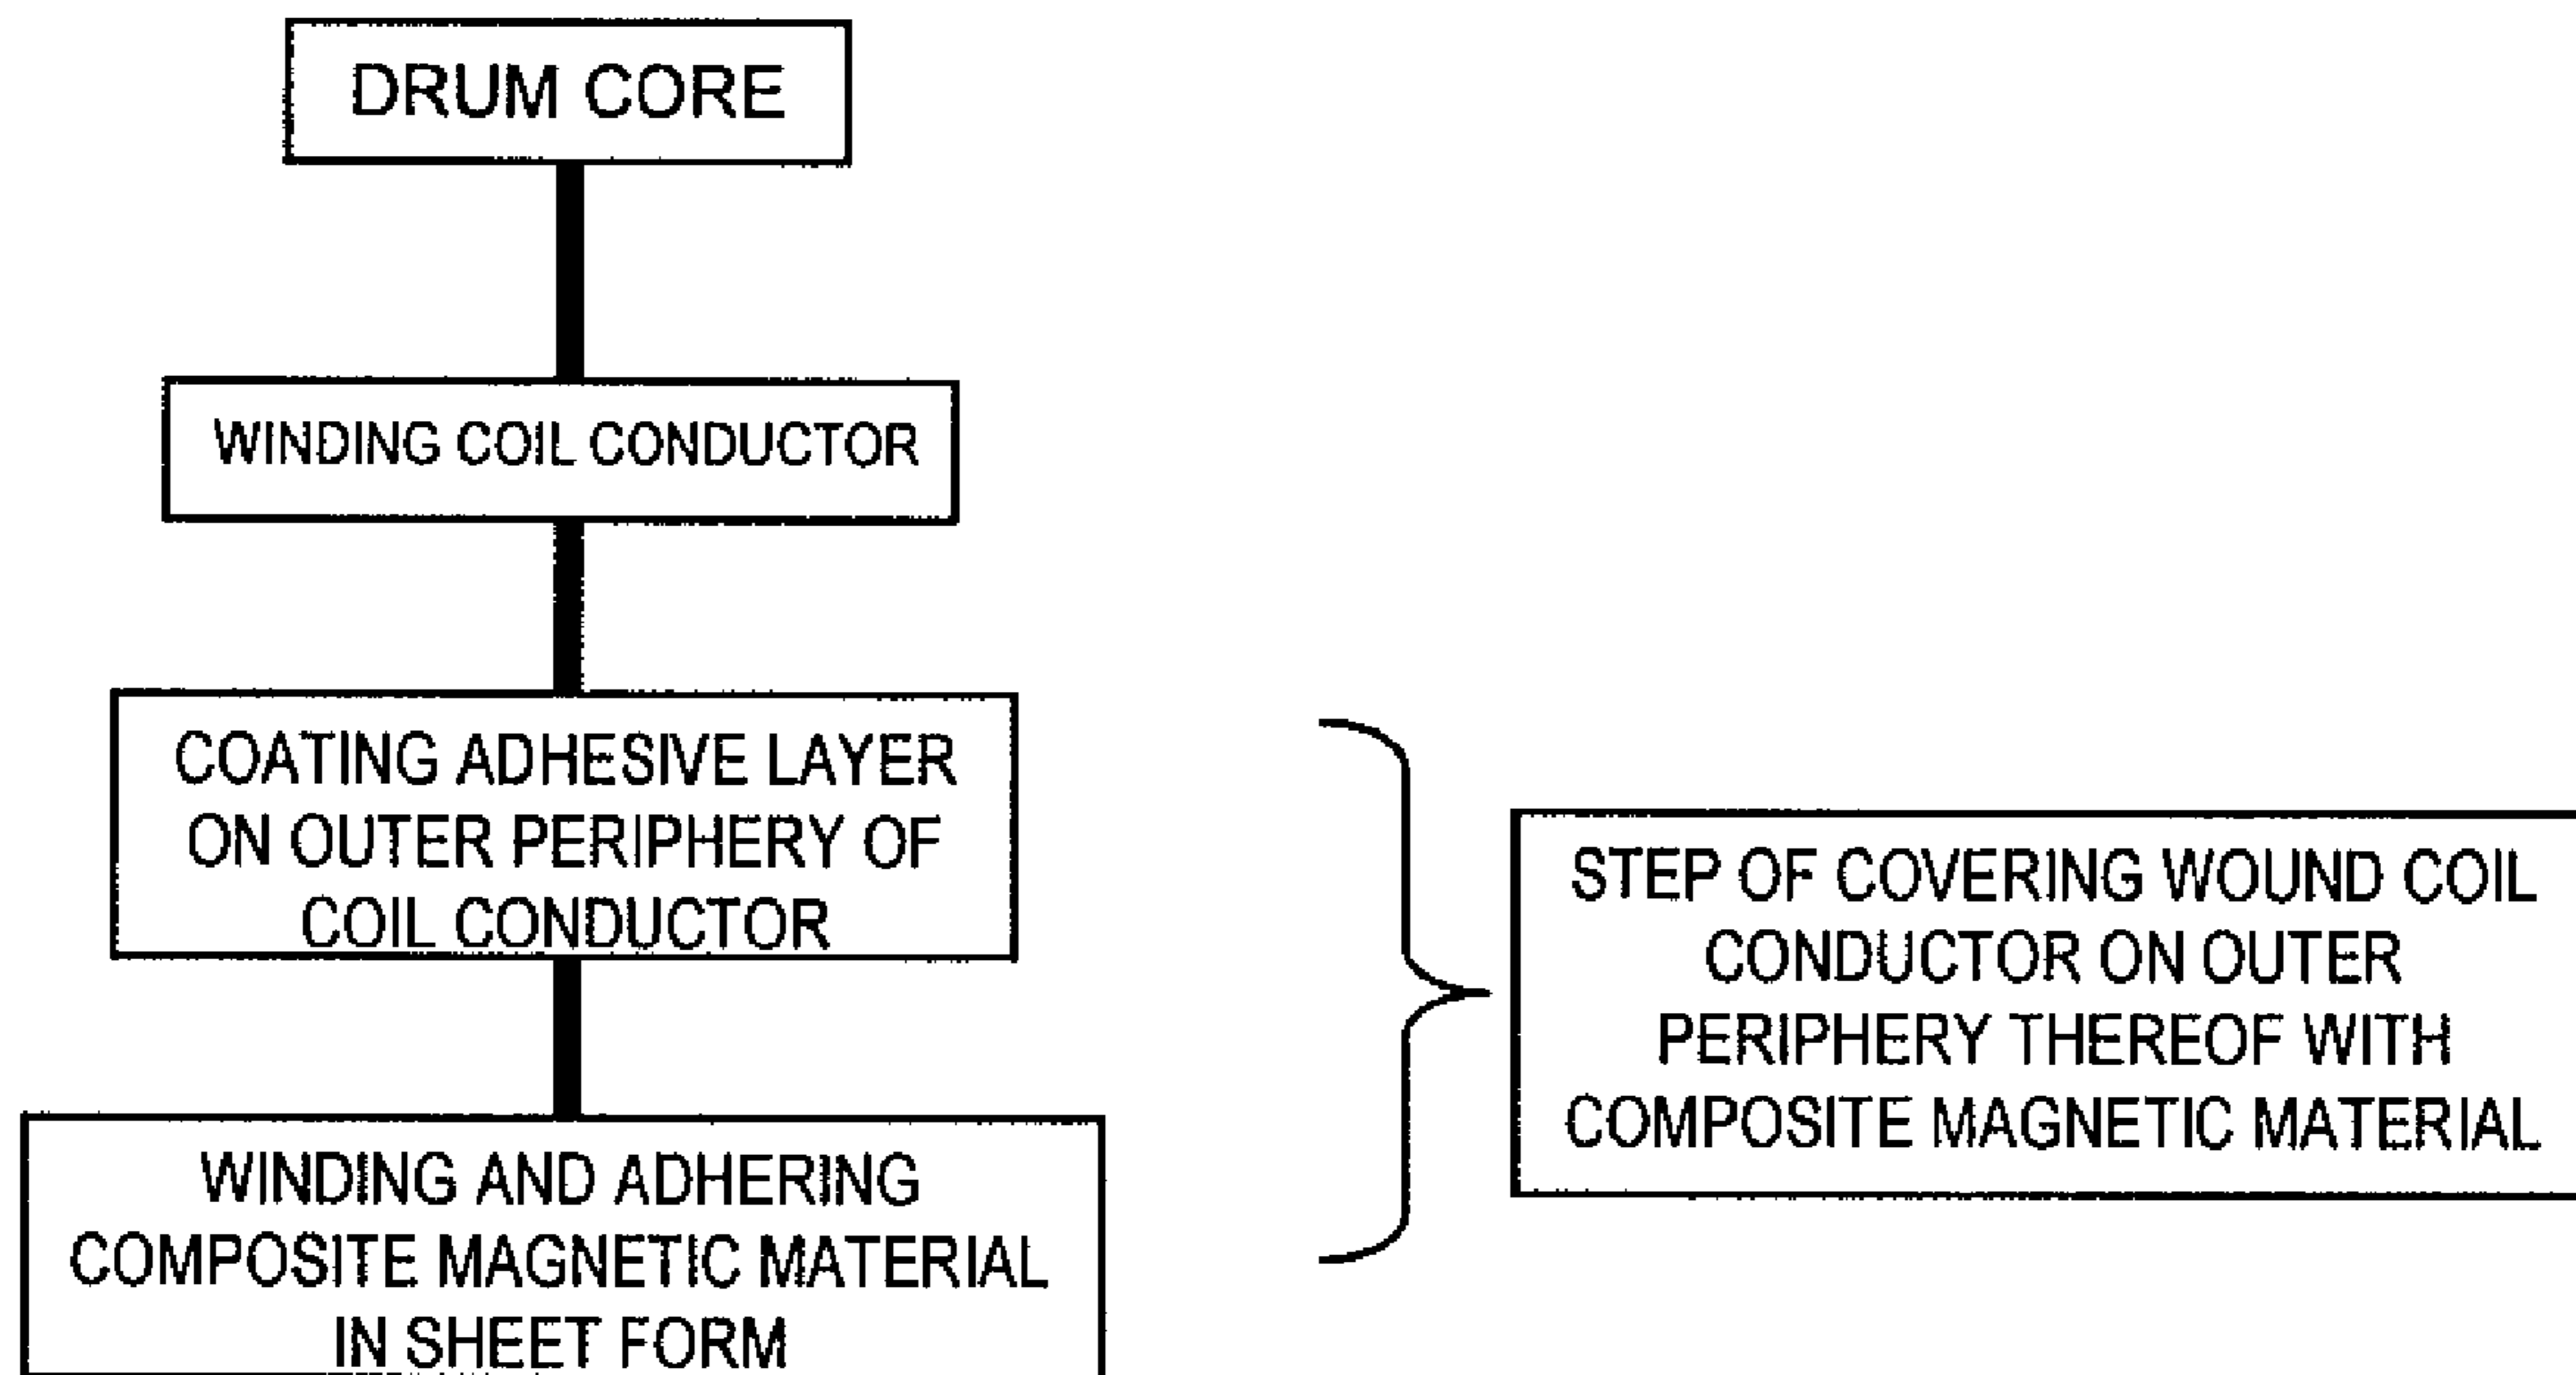 DRUM CORE
WINDING COIL CONDUCTOR
COATING ADHESIVE LAYER
ON OUTER PERIPHERY OF
COIL CONDUCTOR
WINDING AND ADHERING
COMPOSITE MAGNETIC MATERIAL
IN SHEET FORM
STEP OF COVERING WOUND COIL
CONDUCTOR ON OUTER
PERIPHERY THEREOF WITH
COMPOSITE MAGNETIC MATERIAL